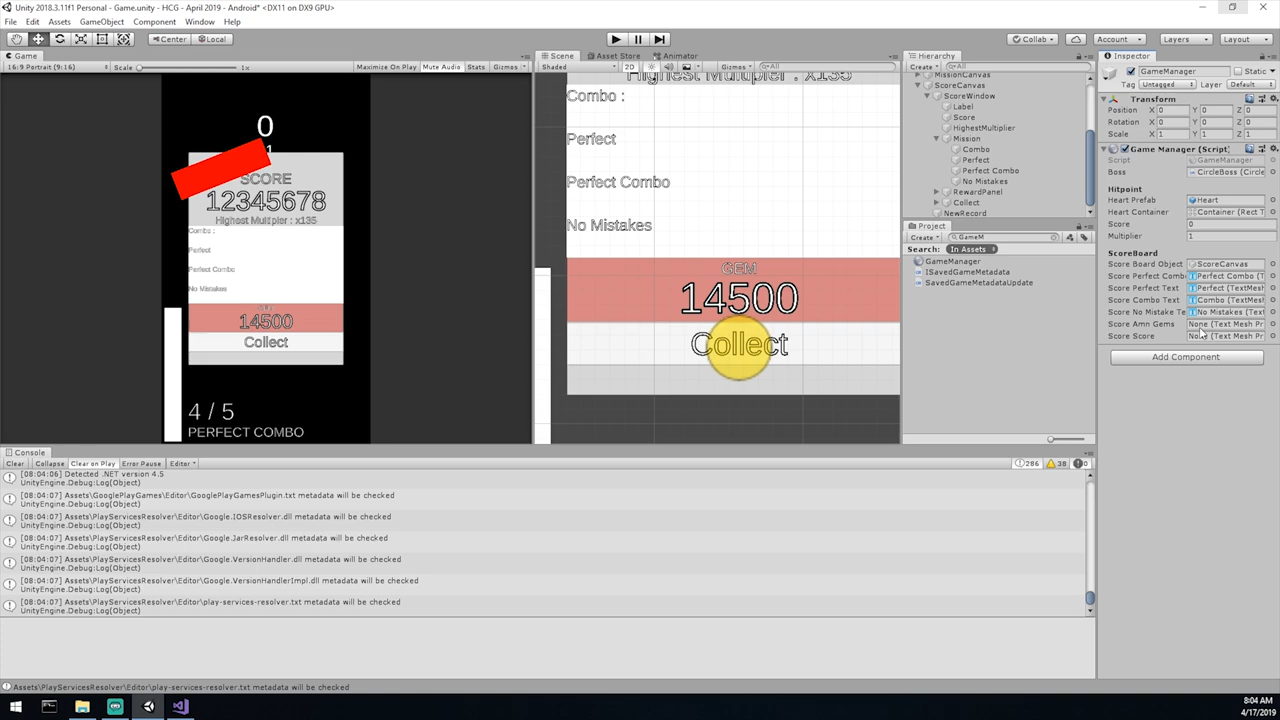 Unity 2018.3.11f1 Personal - Game.unity - HCG - April 2019 - Android* <DX11 on DX9 GPU>
File Edit Assets GameObject Component Window Help
Center Local
Collab Account Layers Layout
Game
16:9 Portrait (9:16) Scale 1x Maximize On Play Mute Audio Stats Gizmos
0
SCORE
12345678
Highest Multiplier : x135
Combo :
Perfect
Perfect Combo
No Mistakes
14500
Collect
4 / 5
PERFECT COMBO
Scene Asset Store Animator
Shaded 2D Gizmos All
Highest Multiplier : x135
Combo :
Perfect
Perfect Combo
No Mistakes
GEM
14500
Collect
Hierarchy
Create All
MissionCanvas
ScoreCanvas
ScoreWindow
Label
Score
HighestMultiplier
Mission
Combo
Perfect
Perfect Combo
No Mistakes
RewardPanel
Collect
NewRecord
Project
Create GameM
Search: In Assets
GameManager
ISavedGameMetadata
SavedGameMetadataUpdate
Inspector
GameManager Static
Tag Untagged Layer Default
Transform
Position X 0 Y 0 Z 0
Rotation X 0 Y 0 Z 0
Scale X 1 Y 1 Z 1
Game Manager (Script)
Script GameManager
Boss CircleBoss (Circle
Hitpoint
Heart Prefab Heart
Heart Container Container (Rect T
Score 0
Multiplier 1
ScoreBoard
Score Board Object ScoreCanvas
Score Perfect Combo Perfect Combo (T
Score Perfect Text Perfect (TextMesh
Score Combo Text Combo (TextMesh
Score No Mistake Te No Mistakes (Text
Score Amn Gems None (Text Mesh Pr
Score Score None (Text Mesh Pr
Add Component
Console
Clear Collapse Clear on Play Error Pause Editor 286 38 0
[08:04:06] Detected .NET version 4.5
UnityEngine.Debug:Log(Object)
[08:04:07] Assets\GooglePlayGames\Editor\GooglePlayGamesPlugin.txt metadata will be checked
UnityEngine.Debug:Log(Object)
[08:04:07] Assets\PlayServicesResolver\Editor\Google.IOSResolver.dll metadata will be checked
UnityEngine.Debug:Log(Object)
[08:04:07] Assets\PlayServicesResolver\Editor\Google.JarResolver.dll metadata will be checked
UnityEngine.Debug:Log(Object)
[08:04:07] Assets\PlayServicesResolver\Editor\Google.VersionHandler.dll metadata will be checked
UnityEngine.Debug:Log(Object)
[08:04:07] Assets\PlayServicesResolver\Editor\Google.VersionHandlerImpl.dll metadata will be checked
UnityEngine.Debug:Log(Object)
[08:04:07] Assets\PlayServicesResolver\Editor\play-services-resolver.txt metadata will be checked
UnityEngine.Debug:Log(Object)
Assets\PlayServicesResolver\Editor\play-services-resolver.txt metadata will be checked
8:04 AM
4/17/2019